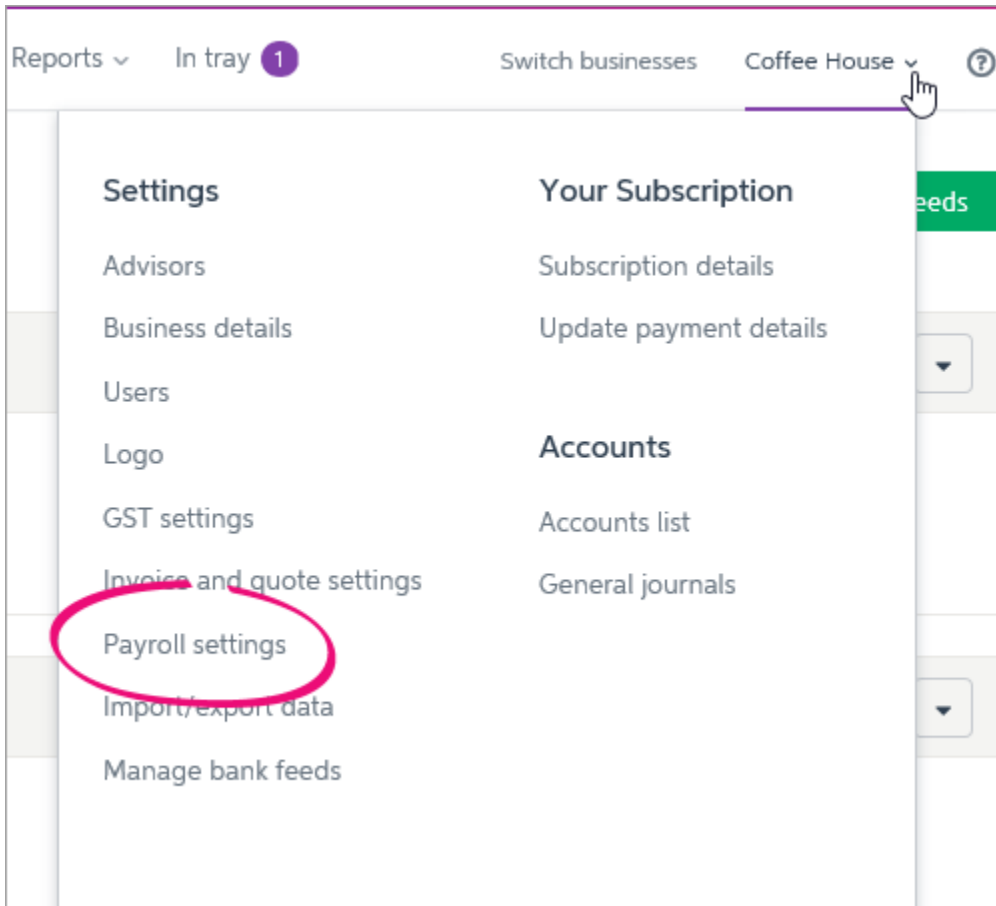 Reports In tray 1 Switch businesses Coffee House ?
Settings
Advisors
Business details
Users
Logo
GST settings
Invoice and quote settings
Payroll settings
Import/export data
Manage bank feeds
Your Subscription
Subscription details
Update payment details
Accounts
Accounts list
General journals
eeds